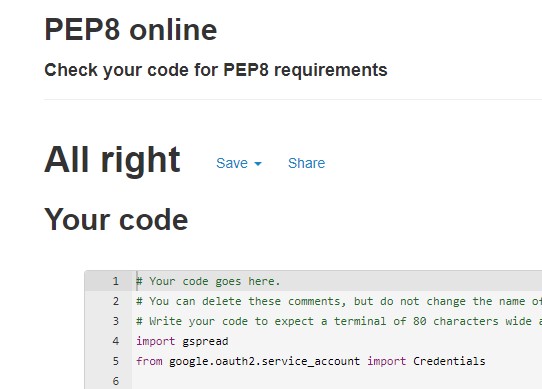 PEP8 online
Check your code for PEP8 requirements
All right Save Share
Your code
1 # Your code goes here.
2 # You can delete these comments, but do not change the name of
3 # Write your code to expect a terminal of 80 characters wide a
4 import gspread
5 from google.oauth2.service_account import Credentials
6